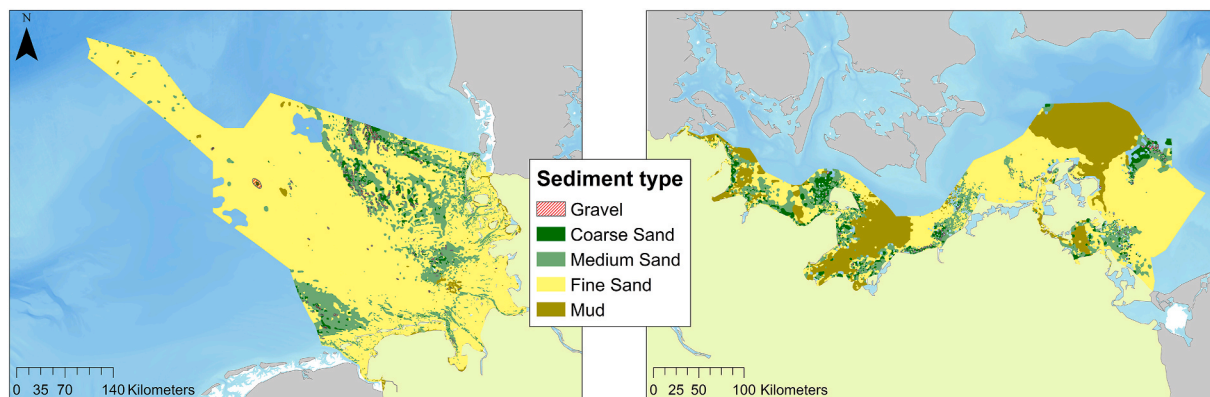 N
Sediment type
Gravel
Coarse Sand
Medium Sand
Fine Sand
Mud
0 35 70 140 Kilometers
0 25 50 100 Kilometers